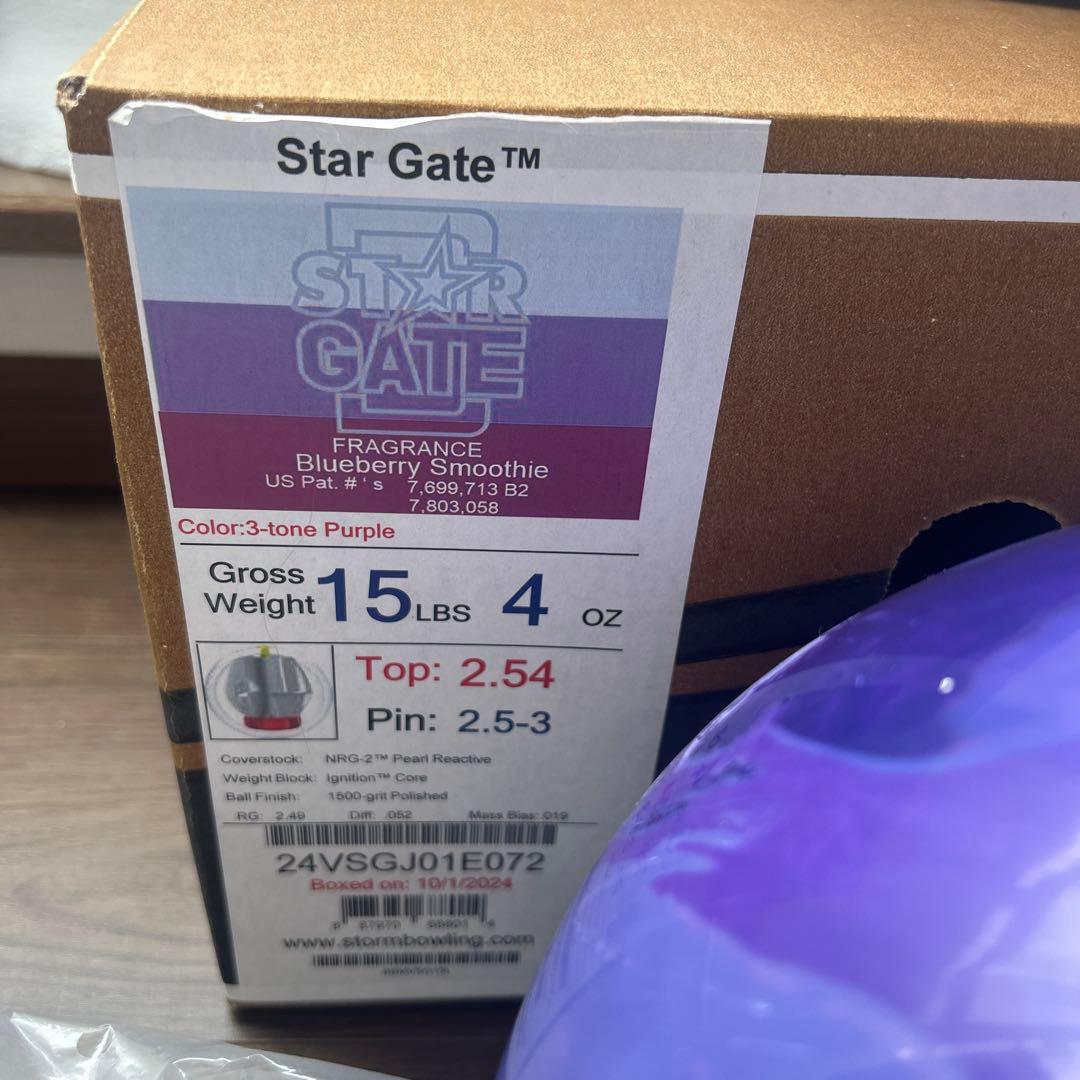 Star Gate™
STAR
GATE
FRAGRANCE
Blueberry Smoothie
US Pat. # ' s 7,699,713 B2
7,803,058
Color:3-tone Purple
Gross Weight 15 LBS 4 OZ
Top: 2.54
Pin: 2.5-3
Coverstock: NRG-2™ Pearl Reactive
Weight Block: Ignition™ Core
Ball Finish: 1500-grit Polished
RG: 2.49 Diff: .052 Mass Bias: .019
24VSGJ01E072
Boxed on: 10/1/2024
www.stormbowling.com